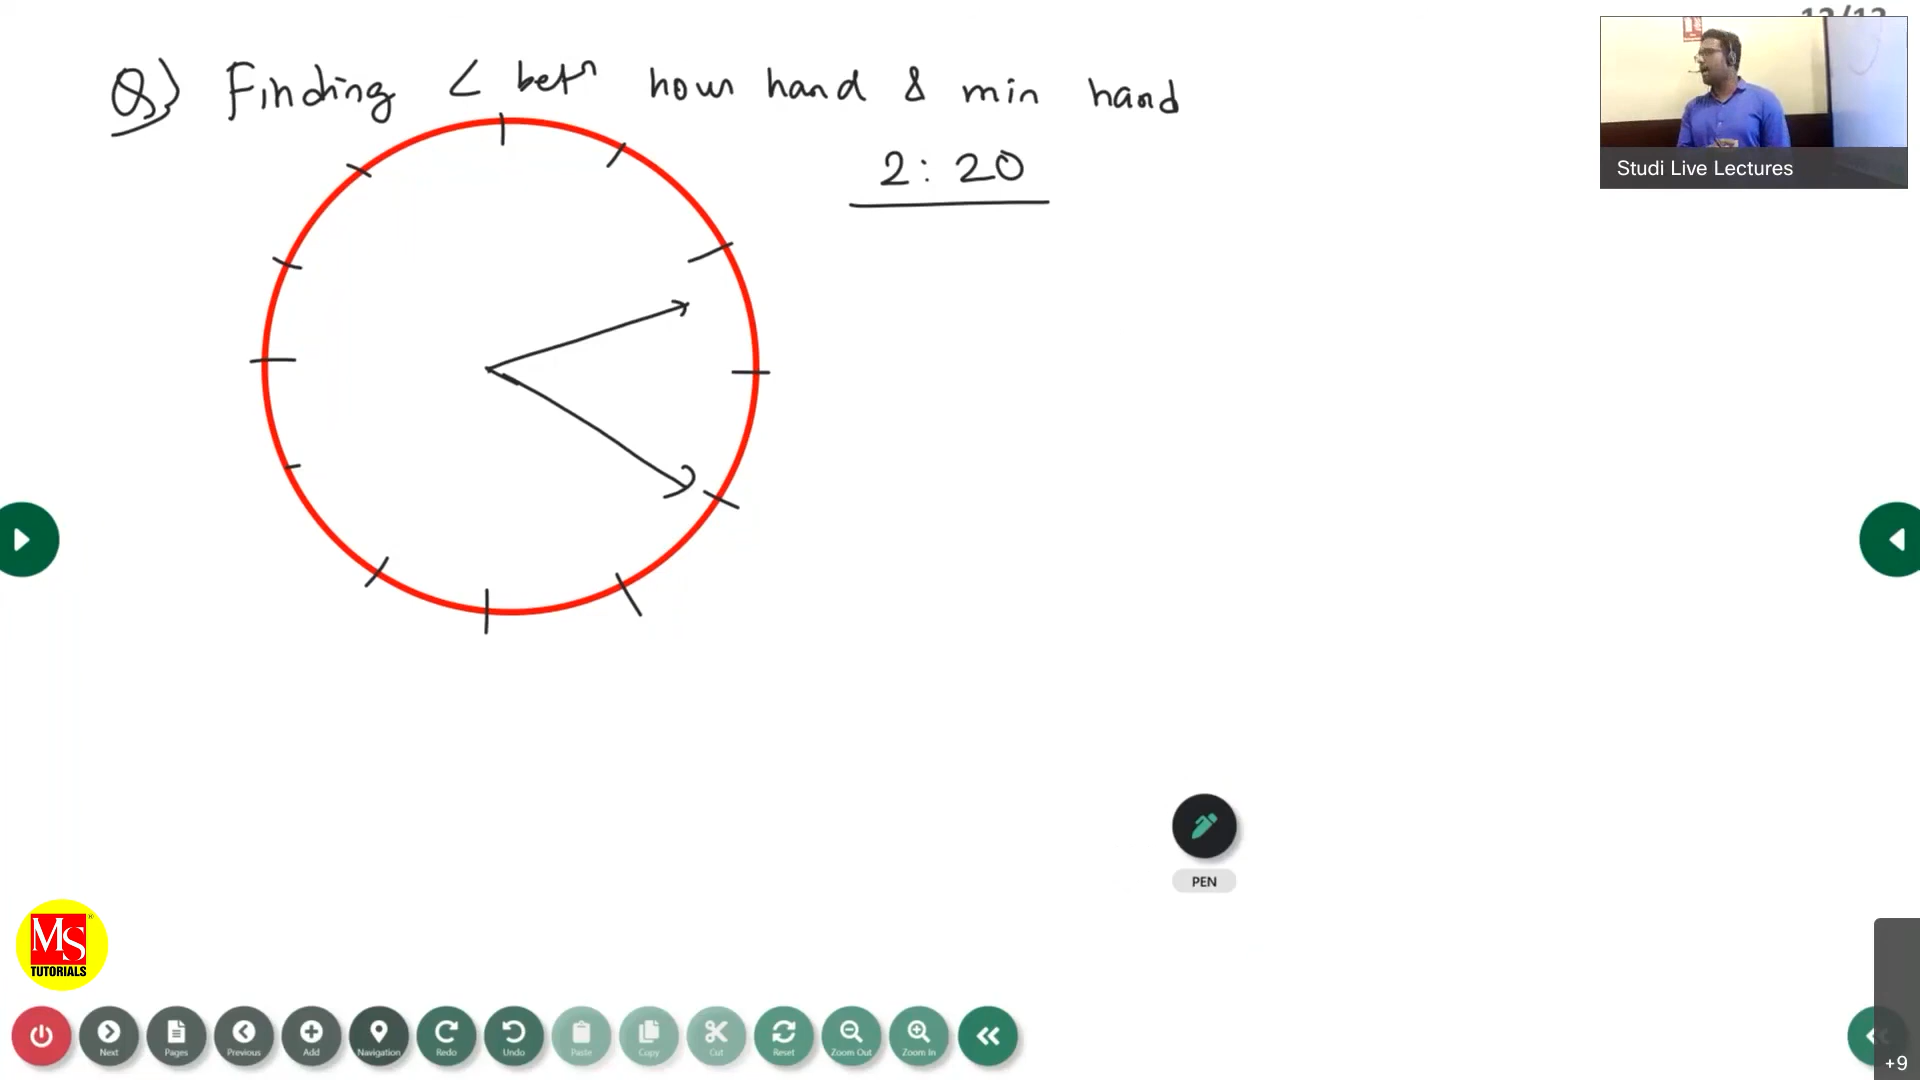 Q) Finding ∠ betn hour hand & min hand
2 : 20
Studi Live Lectures
MS
TUTORIALS
PEN
Next
Pages
Previous
Add
Navigation
Redo
Undo
Paste
Copy
Cut
Reset
Zoom Out
Zoom In
+9